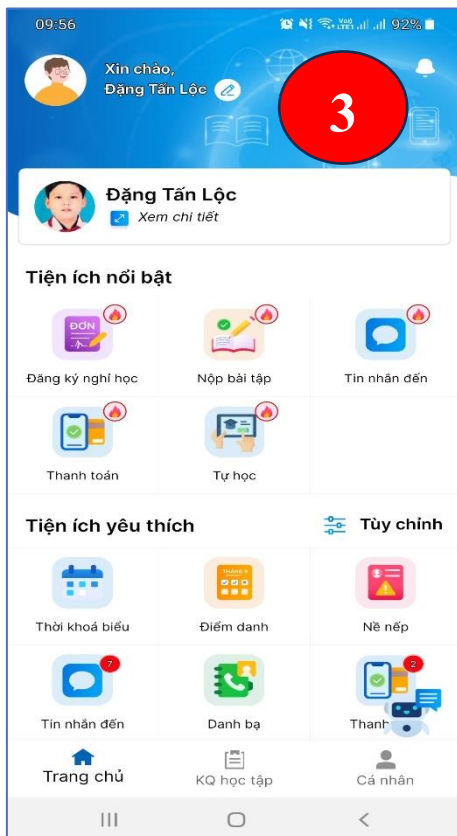 09:56
92%
Xin chào,
Đặng Tấn Lộc
3
Đặng Tấn Lộc
Xem chi tiết
Tiện ích nổi bật
ĐƠN
Đăng ký nghỉ học
Nộp bài tập
Tin nhắn đến
Thanh toán
Tự học
Tiện ích yêu thích
Tùy chỉnh
THÁNG 9
Thời khoá biểu
Điểm danh
Nề nếp
7
2
Tin nhắn đến
Danh bạ
Thanh
Trang chủ
KQ học tập
Cá nhân